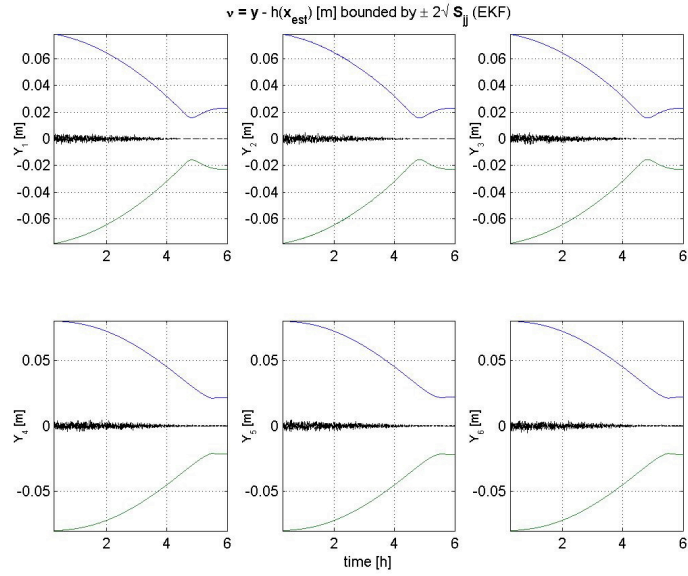 ν = y - h(x_est) [m] bounded by ± 2√ S_jj (EKF)
0.06
0.04
0.02
0
-0.02
-0.04
-0.06
Y_1 [m]
2 4 6
0.06
0.04
0.02
0
-0.02
-0.04
-0.06
Y_2 [m]
2 4 6
0.06
0.04
0.02
0
-0.02
-0.04
-0.06
Y_3 [m]
2 4 6
0.05
0
-0.05
Y_4 [m]
2 4 6
0.05
0
-0.05
Y_5 [m]
2 4 6
time [h]
0.05
0
-0.05
Y_6 [m]
2 4 6